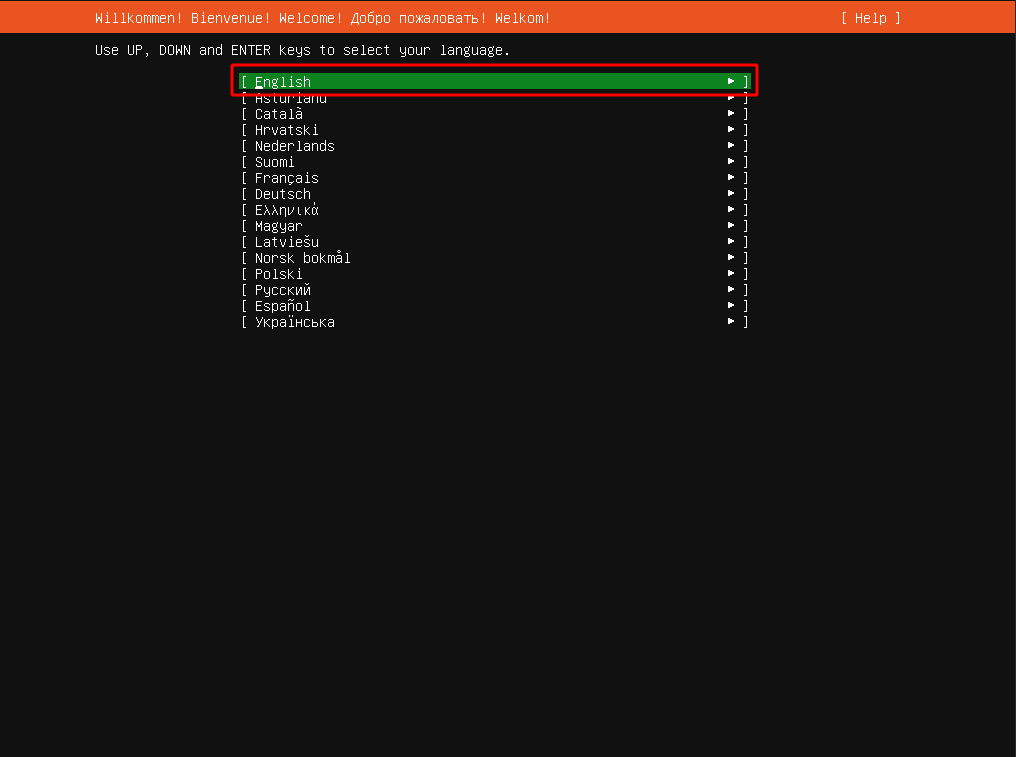 Willkommen! Bienvenue! Welcome! Добро пожаловать! Welkom! [ Help ]
Use UP, DOWN and ENTER keys to select your language.
[ English ► ]
[ Asturianu ► ]
[ Català ► ]
[ Hrvatski ► ]
[ Nederlands ► ]
[ Suomi ► ]
[ Français ► ]
[ Deutsch ► ]
[ Ελληνικά ► ]
[ Magyar ► ]
[ Latviešu ► ]
[ Norsk bokmål ► ]
[ Polski ► ]
[ Русский ► ]
[ Español ► ]
[ Українська ► ]